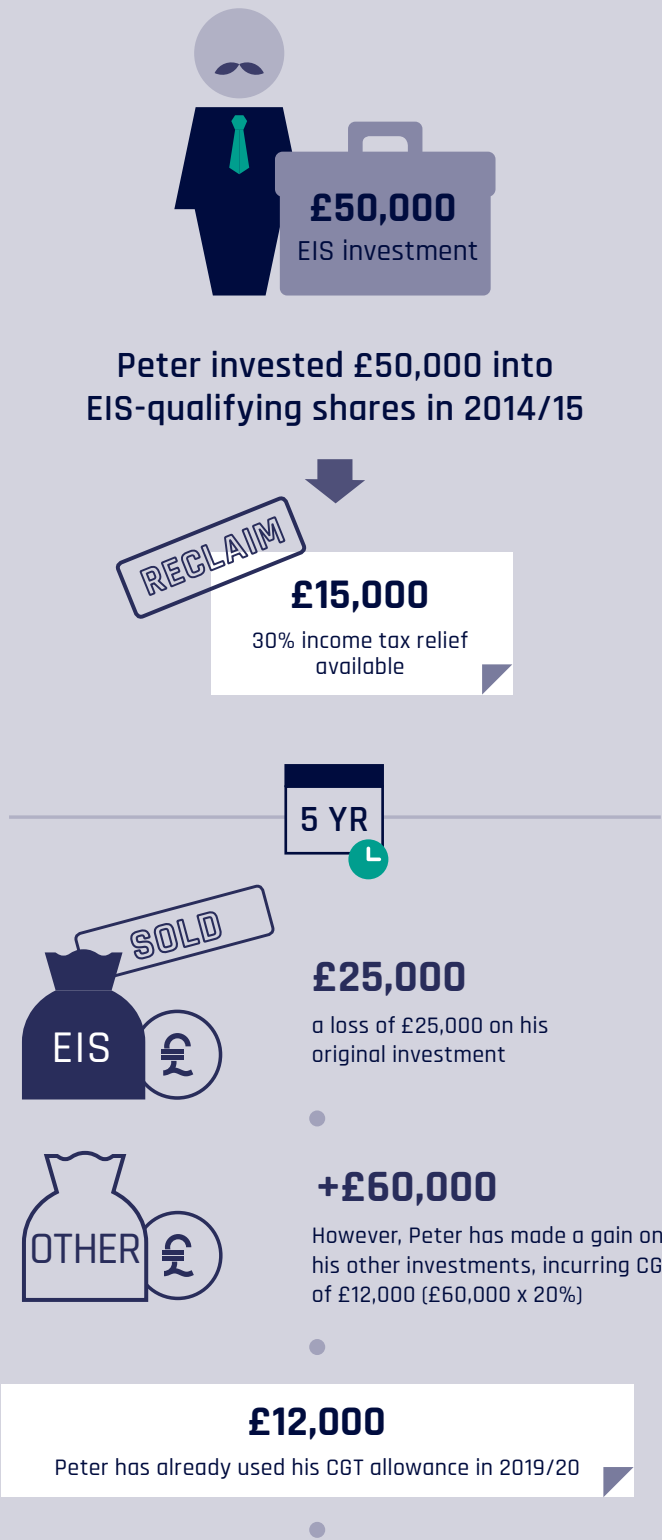 £50,000
EIS investment
Peter invested £50,000 into
EIS-qualifying shares in 2014/15
RECLAIM
£15,000
30% income tax relief
available
5 YR
SOLD
EIS
£
£25,000
a loss of £25,000 on his
original investment
OTHER
£
+£60,000
However, Peter has made a gain on
his other investments, incurring CG
of £12,000 (£60,000 x 20%)
£12,000
Peter has already used his CGT allowance in 2019/20